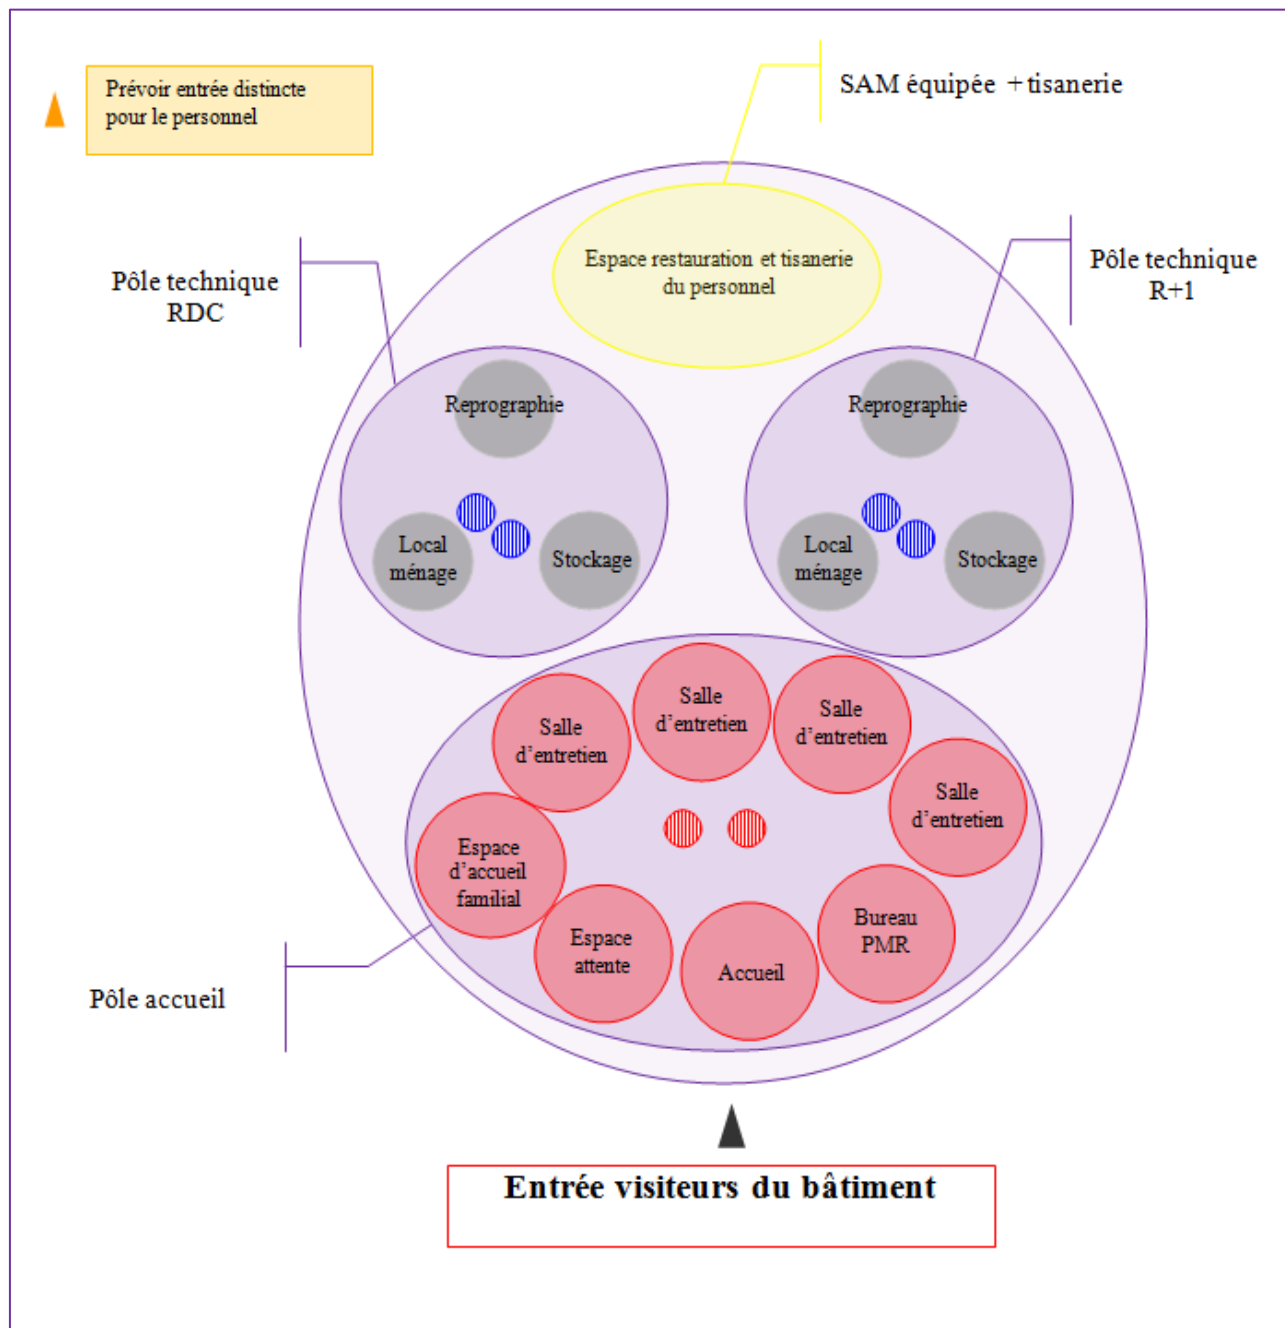 Prévoir entrée distincte
pour le personnel
SAM équipée + tisanerie
Espace restauration et tisanerie
du personnel
Pôle technique
RDC
Pôle technique
R+1
Reprographie
Local
ménage
Stockage
Reprographie
Local
ménage
Stockage
Salle
d’entretien
Salle
d’entretien
Salle
d’entretien
Salle
d’entretien
Espace
d’accueil
familial
Espace
attente
Accueil
Bureau
PMR
Pôle accueil
Entrée visiteurs du bâtiment